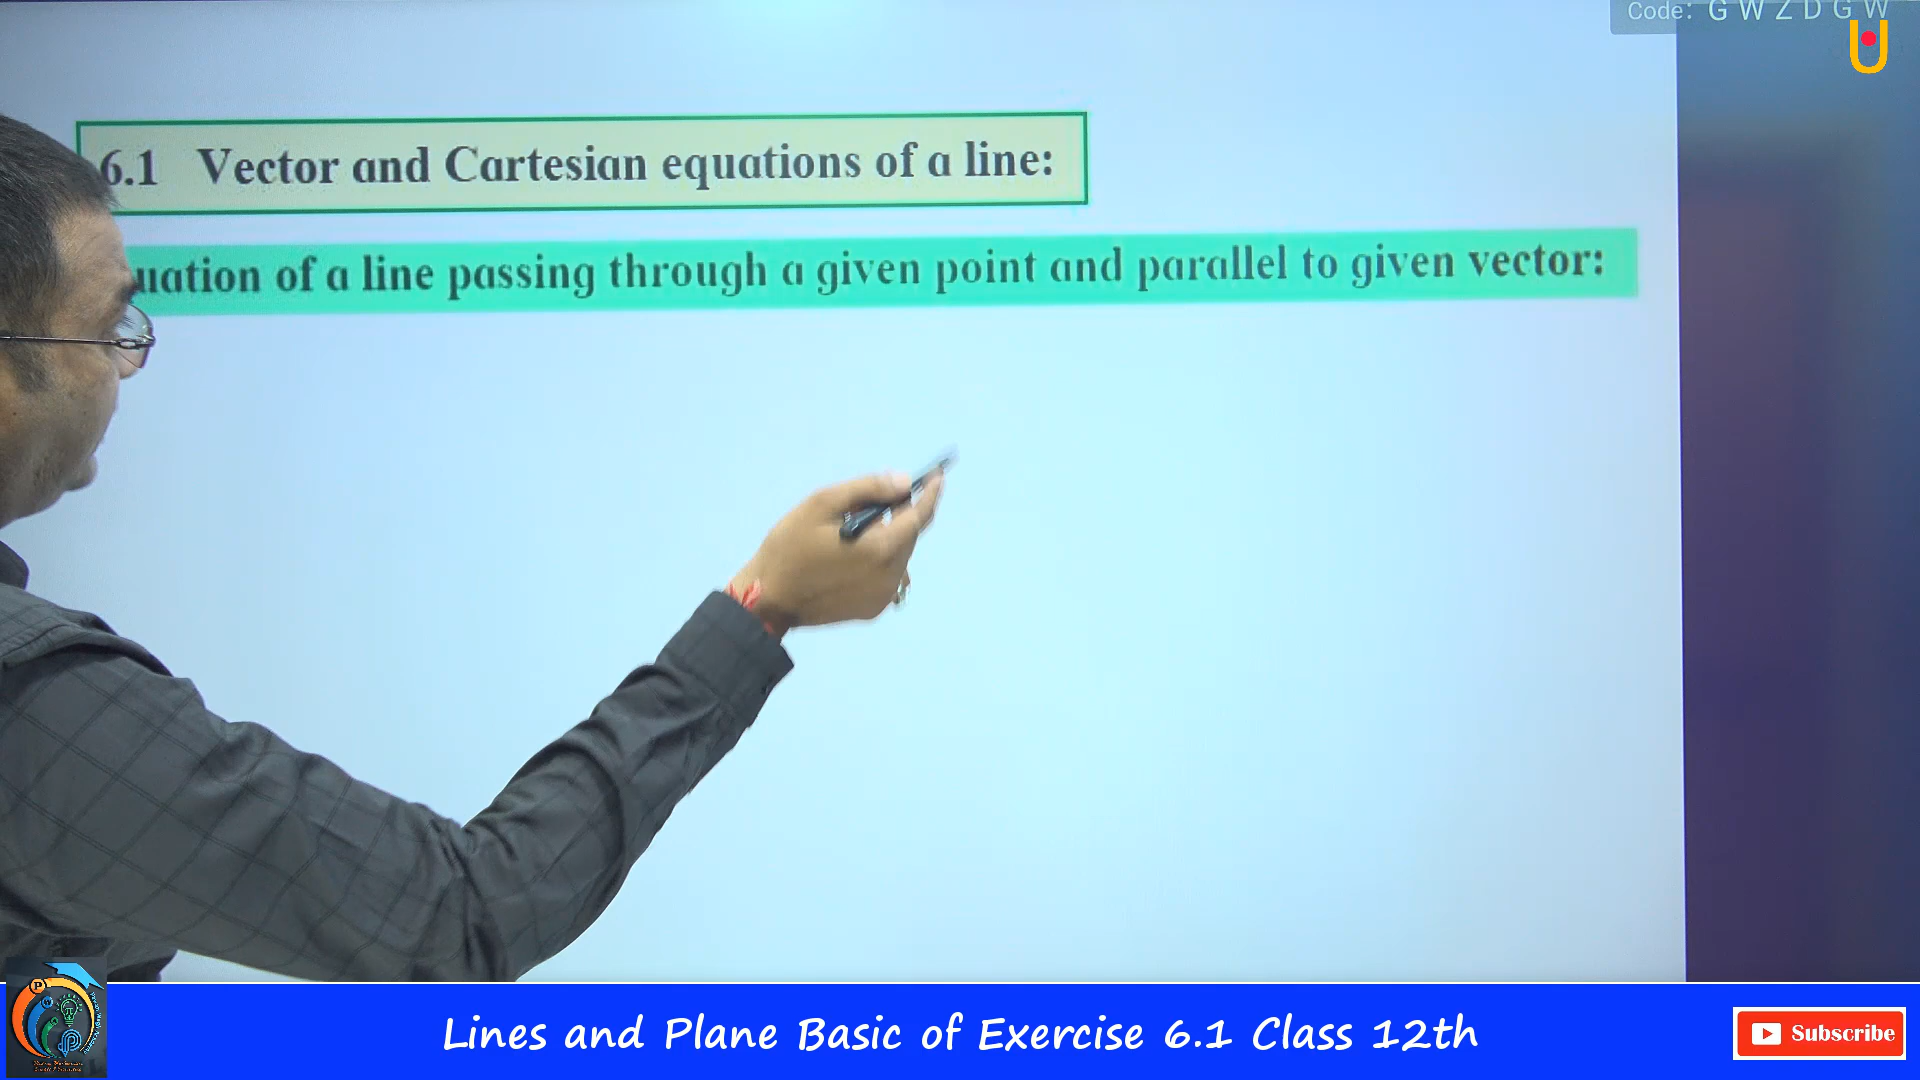 Code: G W Z D G W
6.1 Vector and Cartesian equations of a line:
uation of a line passing through a given point and parallel to given vector:
Lines and Plane Basic of Exercise 6.1 Class 12th
Subscribe